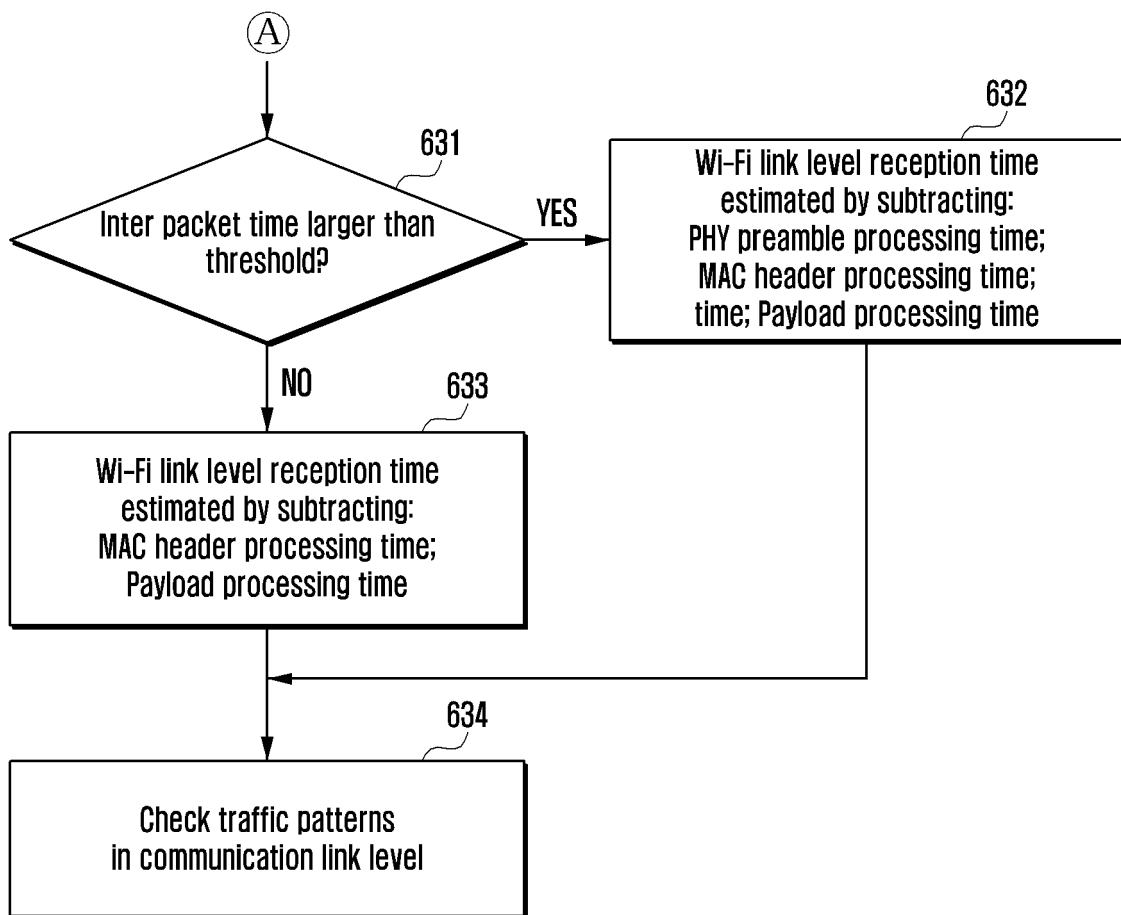 A
631
Inter packet time larger than
threshold?
YES
632
Wi-Fi link level reception time
estimated by subtracting:
PHY preamble processing time;
MAC header processing time;
time; Payload processing time
NO
633
Wi-Fi link level reception time
estimated by subtracting:
MAC header processing time;
Payload processing time
634
Check traffic patterns
in communication link level